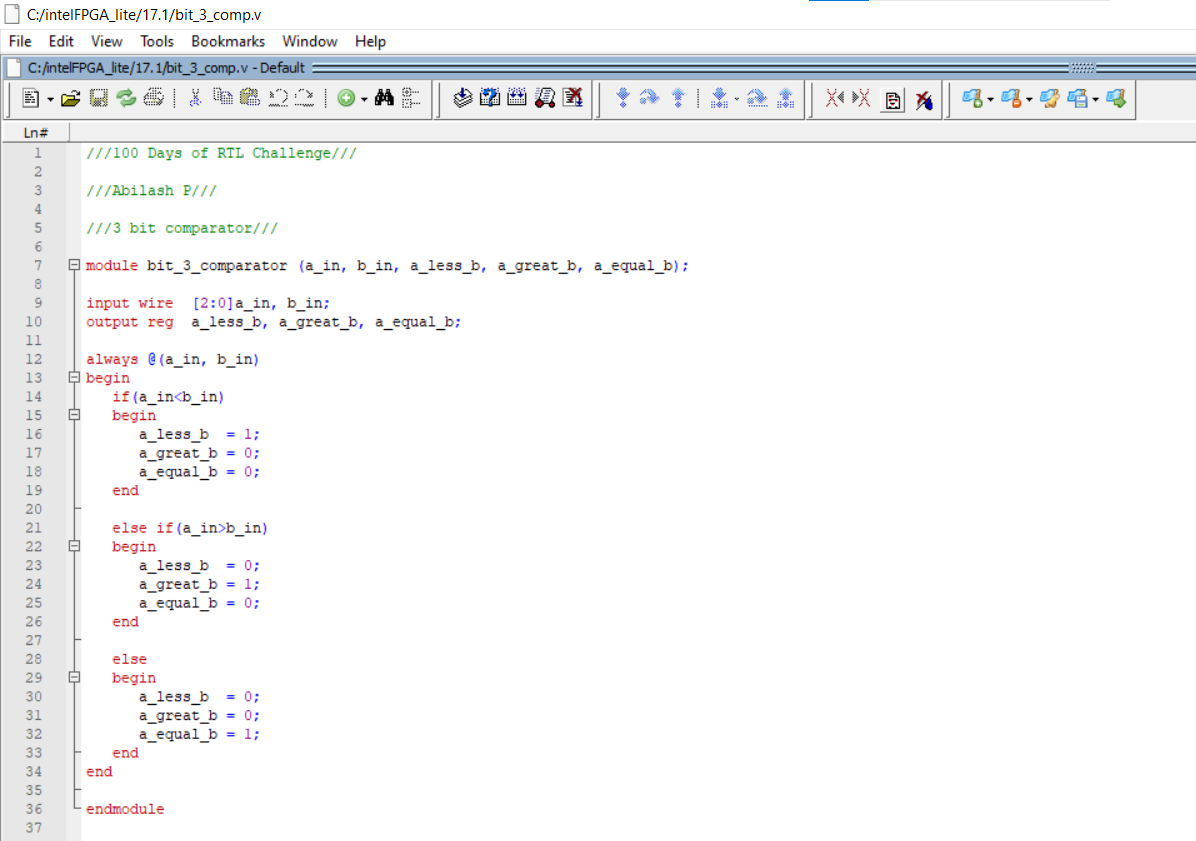 C:/intelFPGA_lite/17.1/bit_3_comp.v
File Edit View Tools Bookmarks Window Help
C:/intelFPGA_lite/17.1/bit_3_comp.v - Default
Ln#
1 ///100 Days of RTL Challenge///
2
3 ///Abilash P///
4
5 ///3 bit comparator///
6
7 module bit_3_comparator (a_in, b_in, a_less_b, a_great_b, a_equal_b);
8
9 input wire  [2:0]a_in, b_in;
10 output reg  a_less_b, a_great_b, a_equal_b;
11
12 always @(a_in, b_in)
13 begin
14    if(a_in<b_in)
15    begin
16       a_less_b  = 1;
17       a_great_b = 0;
18       a_equal_b = 0;
19    end
20
21    else if(a_in>b_in)
22    begin
23       a_less_b  = 0;
24       a_great_b = 1;
25       a_equal_b = 0;
26    end
27
28    else
29    begin
30       a_less_b  = 0;
31       a_great_b = 0;
32       a_equal_b = 1;
33    end
34 end
35
36 endmodule
37